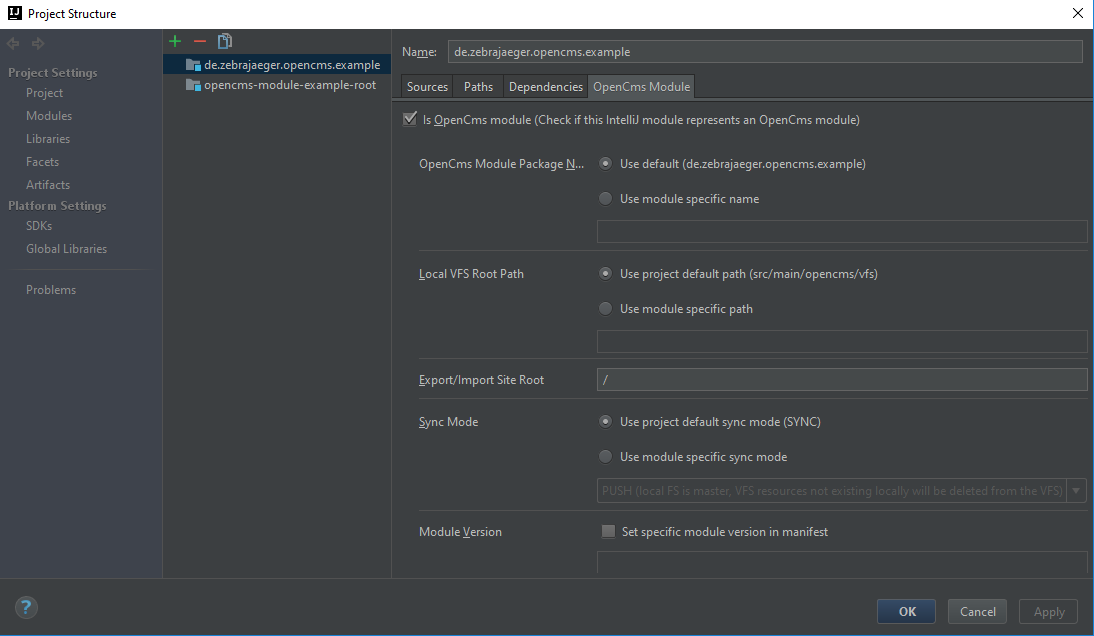 IJ Project Structure
Project Settings
Project
Modules
Libraries
Facets
Artifacts
Platform Settings
SDKs
Global Libraries
Problems
de.zebrajaeger.opencms.example
opencms-module-example-root
Name: de.zebrajaeger.opencms.example
Sources Paths Dependencies OpenCms Module
Is OpenCms module (Check if this IntelliJ module represents an OpenCms module)
OpenCms Module Package N... Use default (de.zebrajaeger.opencms.example)
Use module specific name
Local VFS Root Path Use project default path (src/main/opencms/vfs)
Use module specific path
Export/Import Site Root /
Sync Mode Use project default sync mode (SYNC)
Use module specific sync mode
PUSH (local FS is master, VFS resources not existing locally will be deleted from the VFS)
Module Version Set specific module version in manifest
? OK Cancel Apply